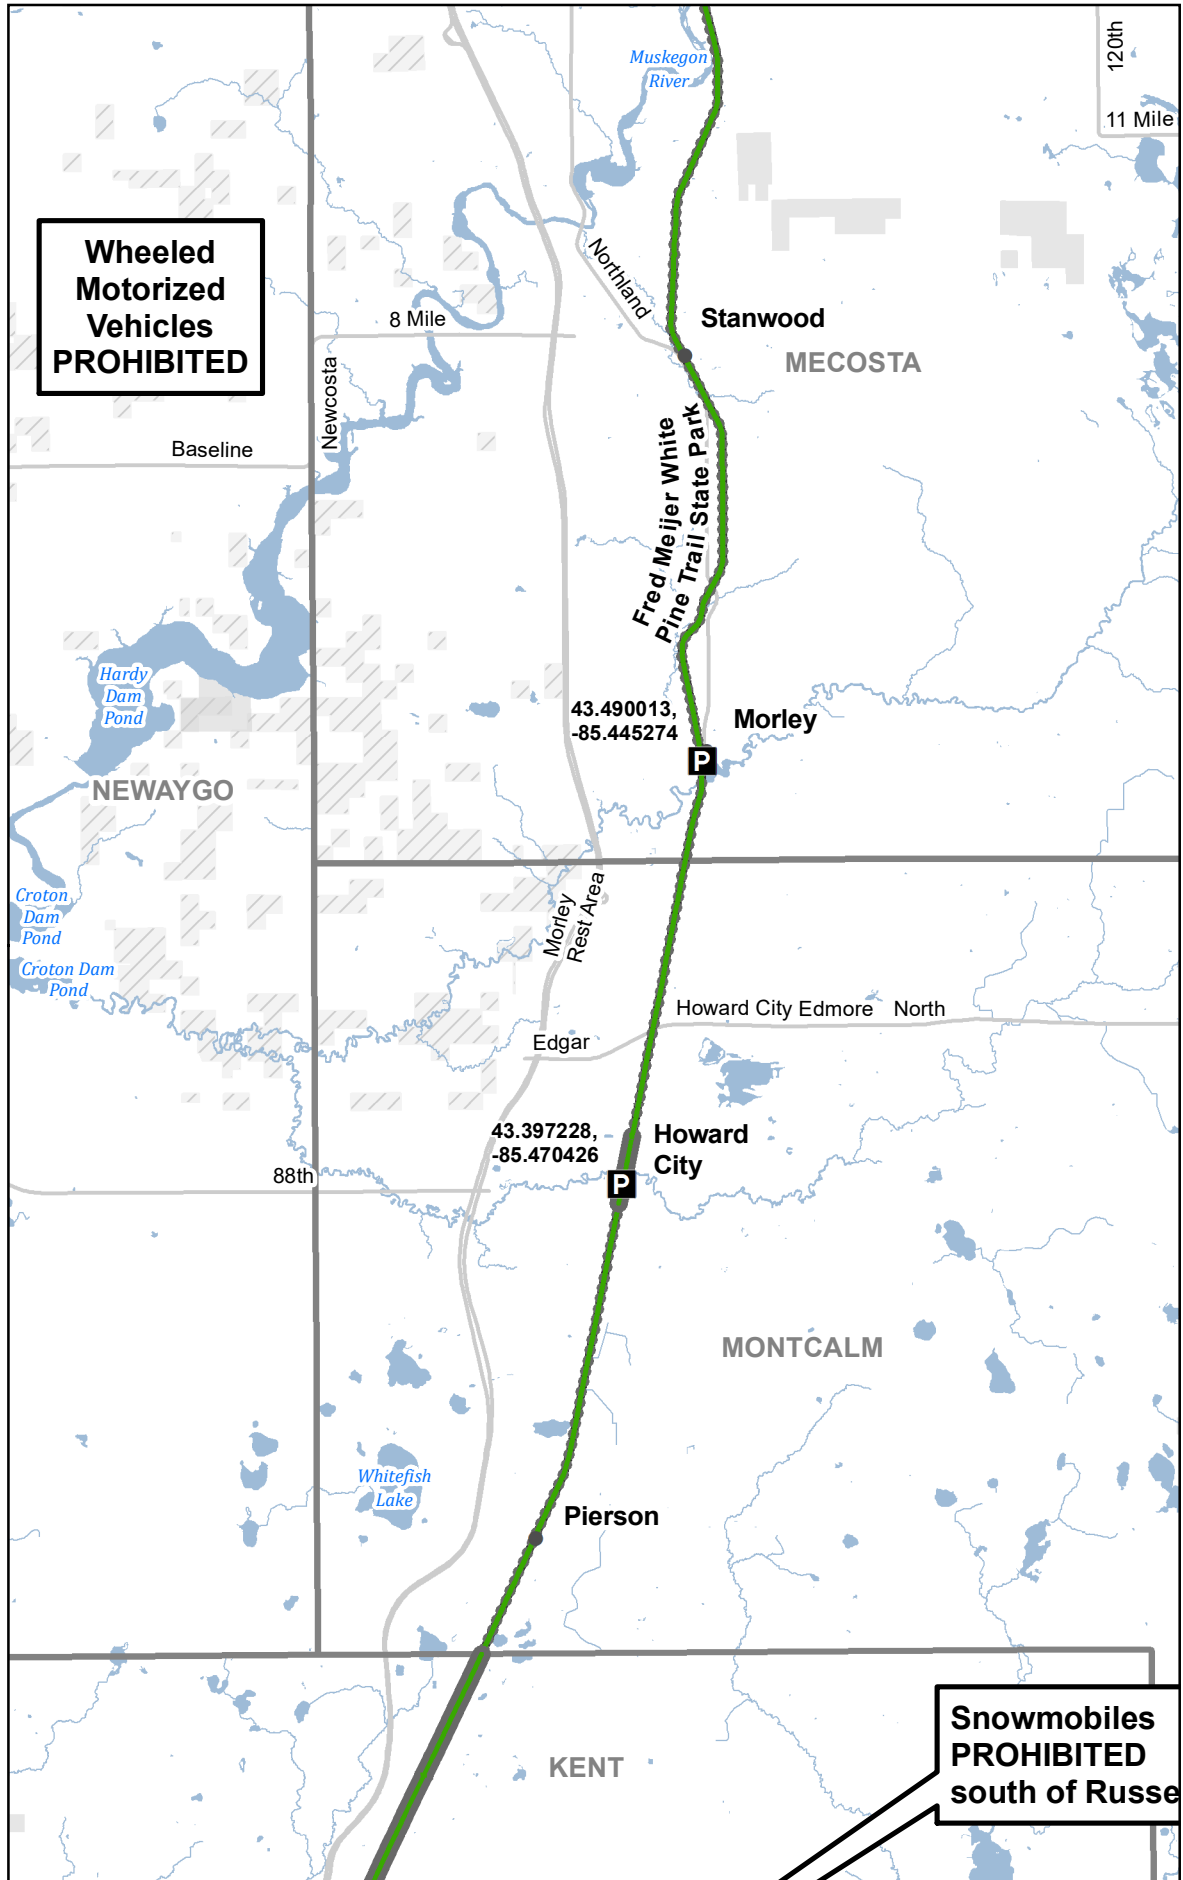 Muskegon
River
120th
11 Mile
Wheeled
Motorized
Vehicles
PROHIBITED
Northland
8 Mile
Stanwood
MECOSTA
Newcosta
Baseline
Fred Meijer White
Pine Trail State Park
Hardy
Dam
Pond
43.490013,
-85.445274
Morley
P
NEWAYGO
Croton
Dam
Pond
Morley
Rest Area
Croton Dam
Pond
Howard City Edmore North
Edgar
43.397228,
-85.470426
Howard
City
88th
P
MONTCALM
Whitefish
Lake
Pierson
Snowmobiles
PROHIBITED
south of Russe
KENT